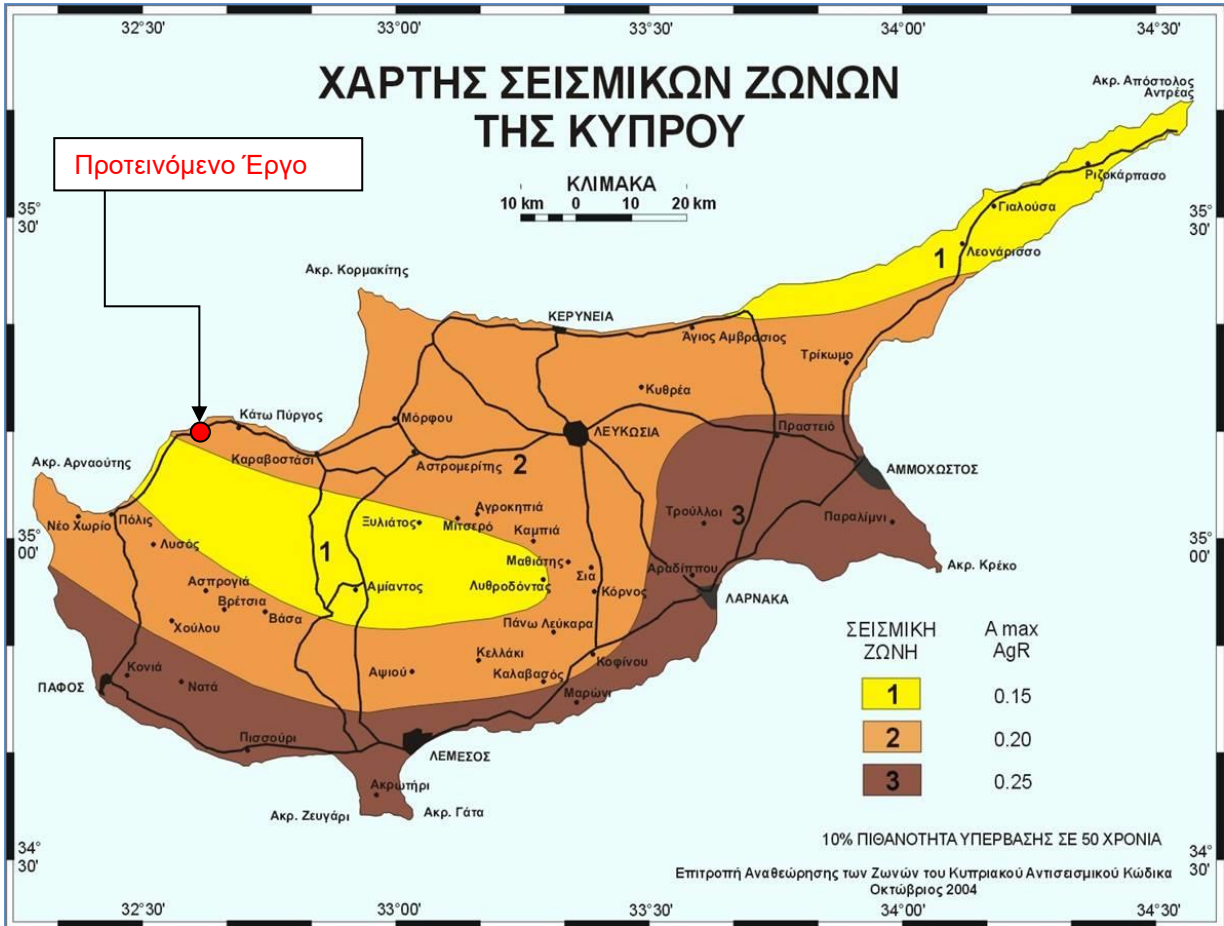 32°30' 33°00' 33°30' 34°00' 34°30'
ΧΑΡΤΗΣ ΣΕΙΣΜΙΚΩΝ ΖΩΝΩΝ
ΤΗΣ ΚΥΠΡΟΥ
Ακρ. Απόστολος
Αντρέας
Προτεινόμενο Έργο
ΚΛΙΜΑΚΑ
10 km 0 10 20 km
Ριζοκάρπασο
35°
30'
Γιαλούσα
35°
30'
Λεονάρισσο
1
Ακρ. Κορμακίτης
ΚΕΡΥΝΕΙΑ
Άγιος Αμβρόσιος
Τρίκωμο
Κυθρέα
Κάτω Πύργος
Μόρφου
ΛΕΥΚΩΣΙΑ
Πραστειό
Καραβοστάσι
Αστρομερίτης
2
Ακρ. Αρναούτης
ΑΜΜΟΧΩΣΤΟΣ
Αγροκηπιά
Τρούλλοι
3
Παραλίμνι
Νέο Χωρίο
Πόλις
Ξυλιάτος
Μιτσερό
Καμπιά
35°
00'
Λυσός
1
Μαθιάτης
Σια
Αραδίππου
Ακρ. Κρέκο
35°
00'
Ασπρογιά
Αμίαντος
Λυθροδόντας
Κόρνος
ΛΑΡΝΑΚΑ
Βρέτσια
Βάσα
Χούλου
Πάνω Λεύκαρα
Κελλάκι
Κοφίνου
Κονιά
Αψιού
Καλαβασός
ΠΑΦΟΣ
Νατά
Μαρώνι
Πισσούρι
ΛΕΜΕΣΟΣ
Ακρωτήρι
Ακρ. Ζευγάρι
Ακρ. Γάτα
ΣΕΙΣΜΙΚΗ
ΖΩΝΗ
A max
AgR
1 0.15
2 0.20
3 0.25
10% ΠΙΘΑΝΟΤΗΤΑ ΥΠΕΡΒΑΣΗΣ ΣΕ 50 ΧΡΟΝΙΑ
34°
30'
34°
30'
Επιτροπή Αναθεώρησης των Ζωνών του Κυπριακού Αντισεισμικού Κώδικα
Οκτώβριος 2004
32°30' 33°00' 33°30' 34°00' 34°30'